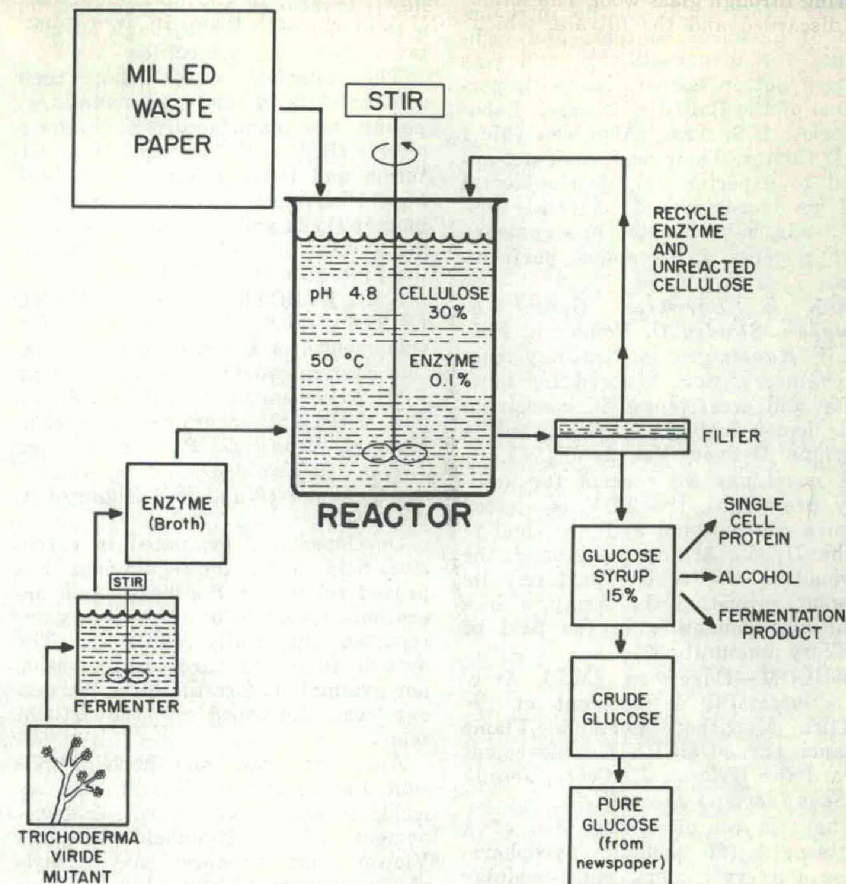 MILLED
WASTE
PAPER
STIR
RECYCLE
ENZYME
AND
UNREACTED
CELLULOSE
pH 4.8
CELLULOSE
30%
50 °C
ENZYME
0.1%
FILTER
REACTOR
ENZYME
(Broth)
STIR
FERMENTER
TRICHODERMA
VIRIDE
MUTANT
GLUCOSE
SYRUP
15%
SINGLE
CELL
PROTEIN
ALCOHOL
FERMENTATION
PRODUCT
CRUDE
GLUCOSE
PURE
GLUCOSE
(from
newspaper)